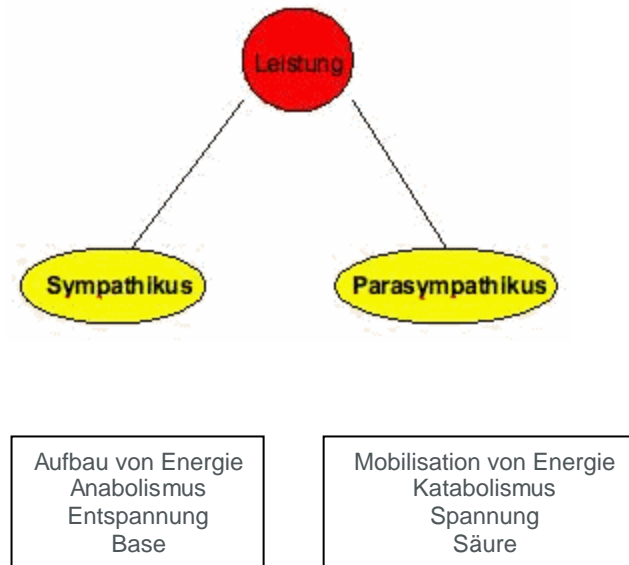 Leistung
Sympathikus
Parasympathikus
Aufbau von Energie
Anabolismus
Entspannung
Base
Mobilisation von Energie
Katabolismus
Spannung
Säure